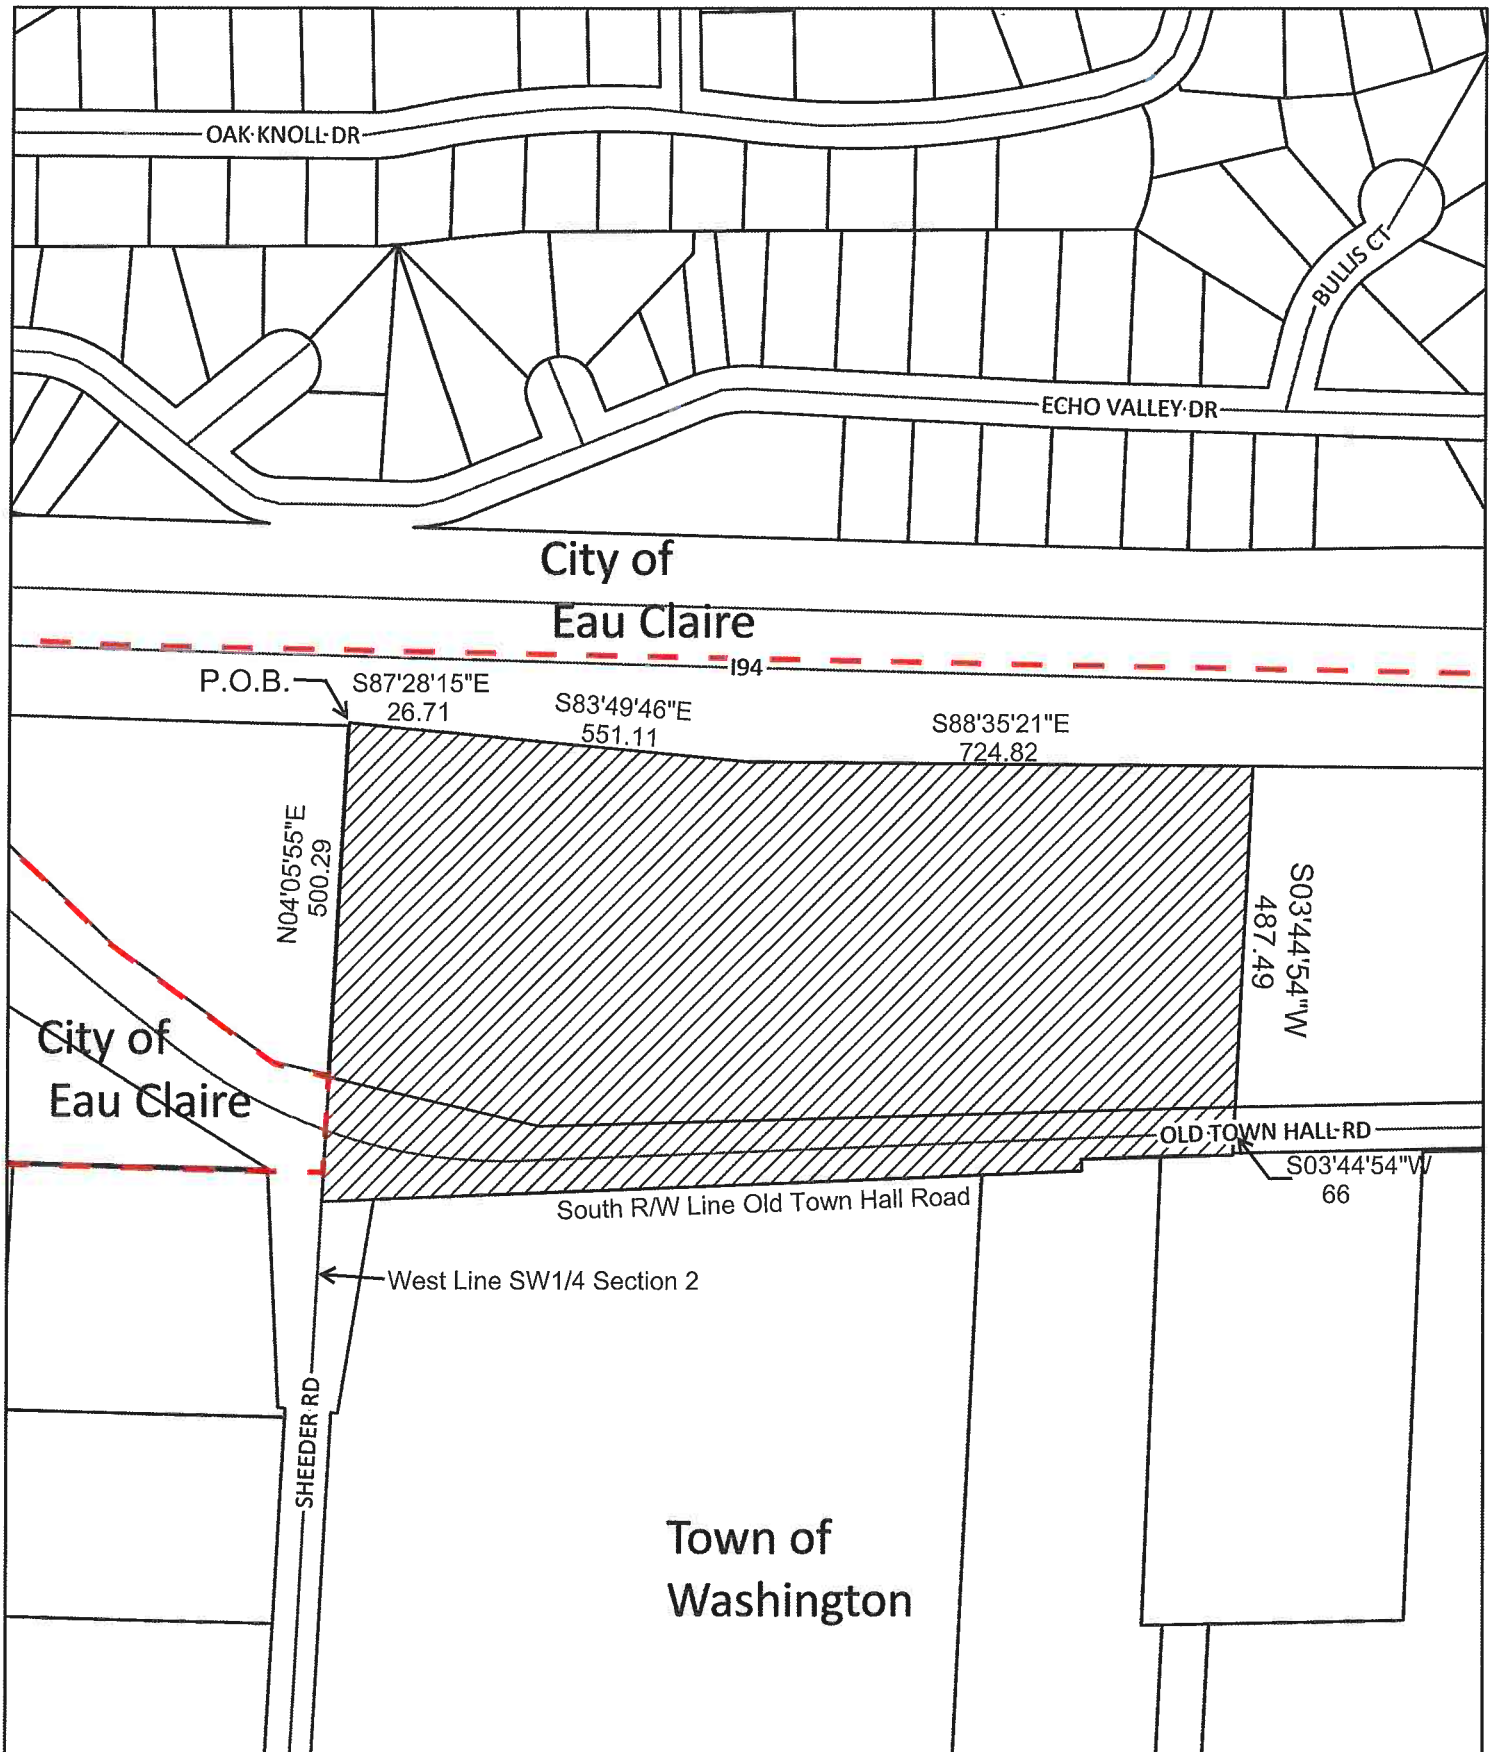 OAK KNOLL DR
BULLIS CT
ECHO VALLEY DR
City of
Eau Claire
I94
P.O.B.
S87'28'15"E
26.71
S83'49'46"E
551.11
S88'35'21"E
724.82
N04'05'55"E
500.29
S03'44'54"W
487.49
City of
Eau Claire
OLD TOWN HALL RD
S03'44'54"W
66
South R/W Line Old Town Hall Road
West Line SW1/4 Section 2
SHEEDER RD
Town of
Washington